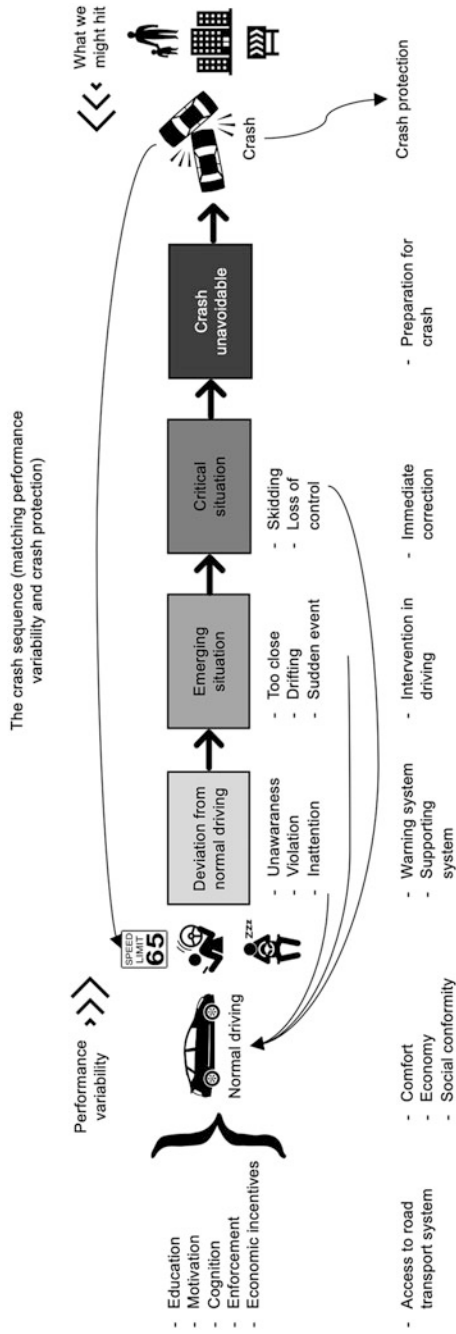 The crash sequence (matching performance
variability and crash protection)
Performance
variability
What we
might hit
SPEED
LIMIT
65
ZZZ
- Education
- Motivation
- Cognition
- Enforcement
- Economic incentives
Normal driving
Deviation from
normal driving
Emerging
situation
Critical
situation
Crash
unavoidable
Crash
- Unawaraness
- Violation
- Inattention
- Too close
- Drifting
- Sudden event
- Skidding
- Loss of
control
- Access to road
transport system
- Comfort
- Economy
- Social conformity
- Warning system
- Supporting
system
- Intervention in
driving
- Immediate
correction
- Preparation for
crash
Crash protection